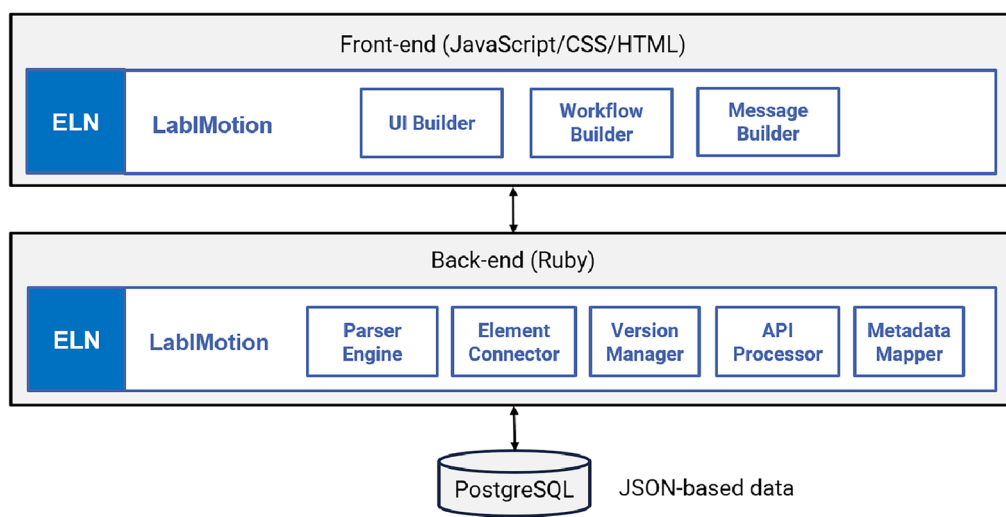 Front-end (JavaScript/CSS/HTML)
ELN
LabIMotion
UI Builder
Workflow
Builder
Message
Builder
Back-end (Ruby)
ELN
LabIMotion
Parser
Engine
Element
Connector
Version
Manager
API
Processor
Metadata
Mapper
PostgreSQL
JSON-based data